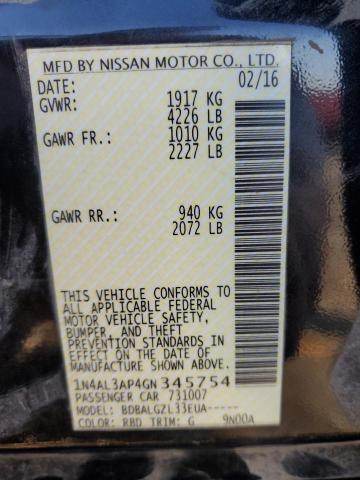 MFD BY NISSAN MOTOR CO., LTD.
DATE: 02/16
GVWR: 1917 KG
4226 LB
GAWR FR.: 1010 KG
2227 LB
GAWR RR.: 940 KG
2072 LB
THIS VEHICLE CONFORMS TO
ALL APPLICABLE FEDERAL
MOTOR VEHICLE SAFETY,
BUMPER, AND THEFT
PREVENTION STANDARDS IN
EFFECT ON THE DATE OF
MANUFACTURE SHOWN ABOVE.
1N4AL3AP4GN345754
PASSENGER CAR 731007
MODEL: BDBALGZL33EUA-----
COLOR: RBD TRIM: G 9N00A